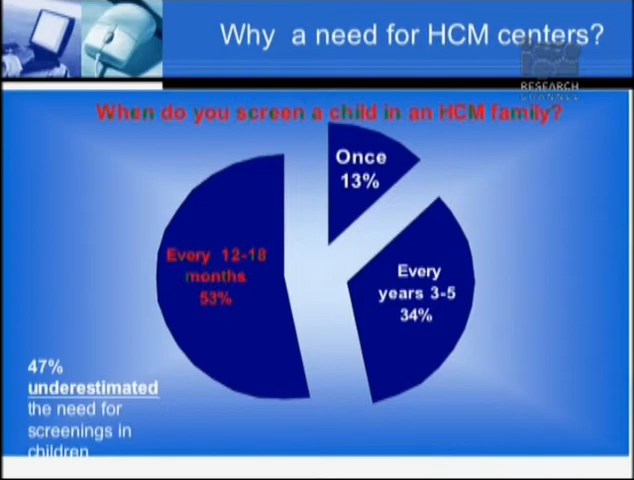 Why a need for HCM centers?
RESEARCH
CHANNEL
When do you screen a child in an HCM family?
Once
13%
Every 12-18
months
53%
Every
years 3-5
34%
47%
underestimated
the need for
screenings in
children